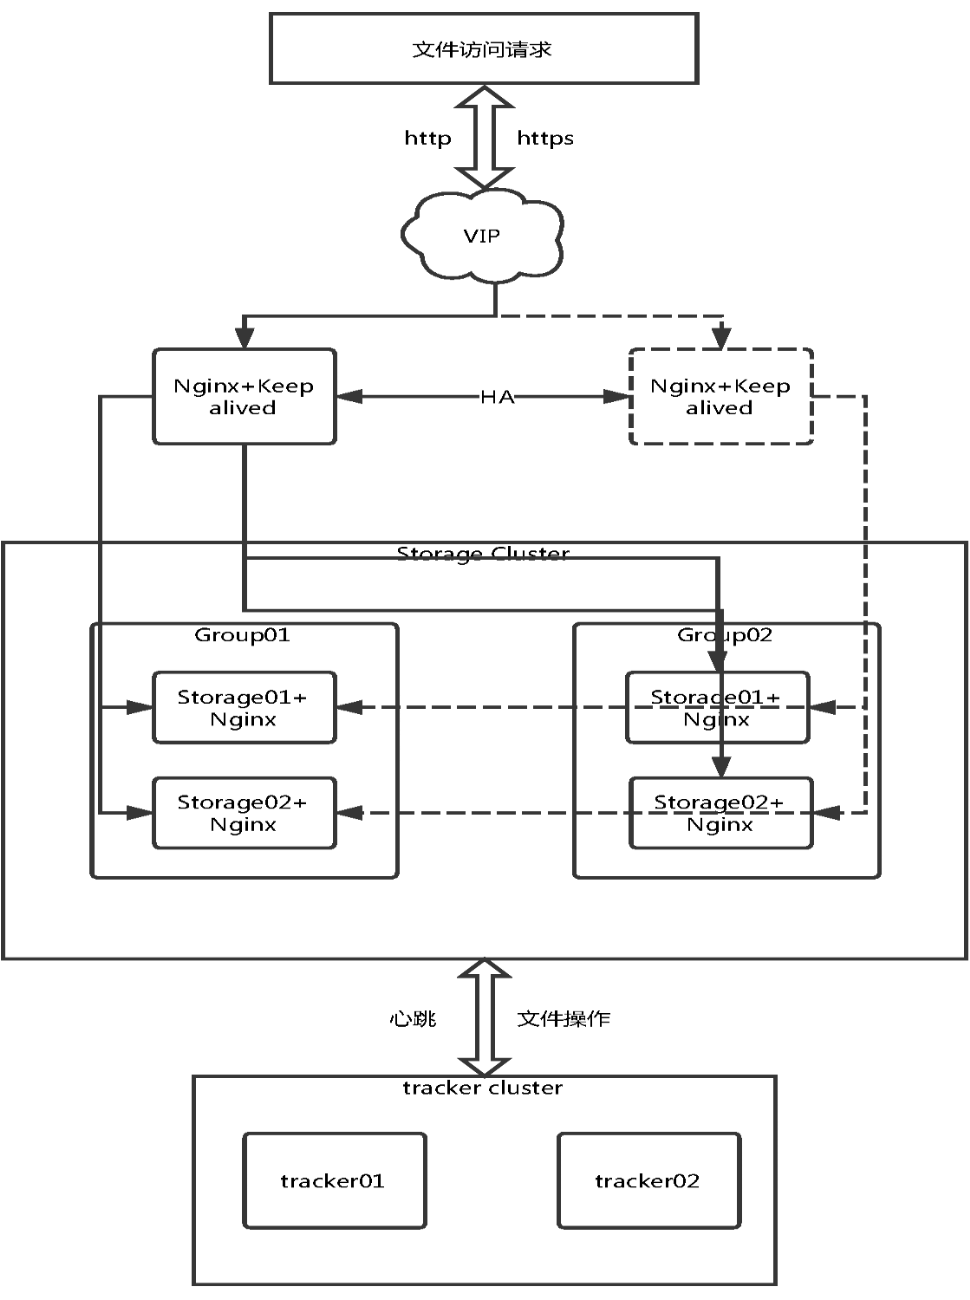 文件访问请求
http
https
VIP
Nginx+Keep
alived
HA
Nginx+Keep
alived
Storage Cluster
Group01
Group02
Storage01+
Nginx
Storage01+
Nginx
Storage02+
Nginx
Storage02+
Nginx
心跳
文件操作
tracker cluster
tracker01
tracker02